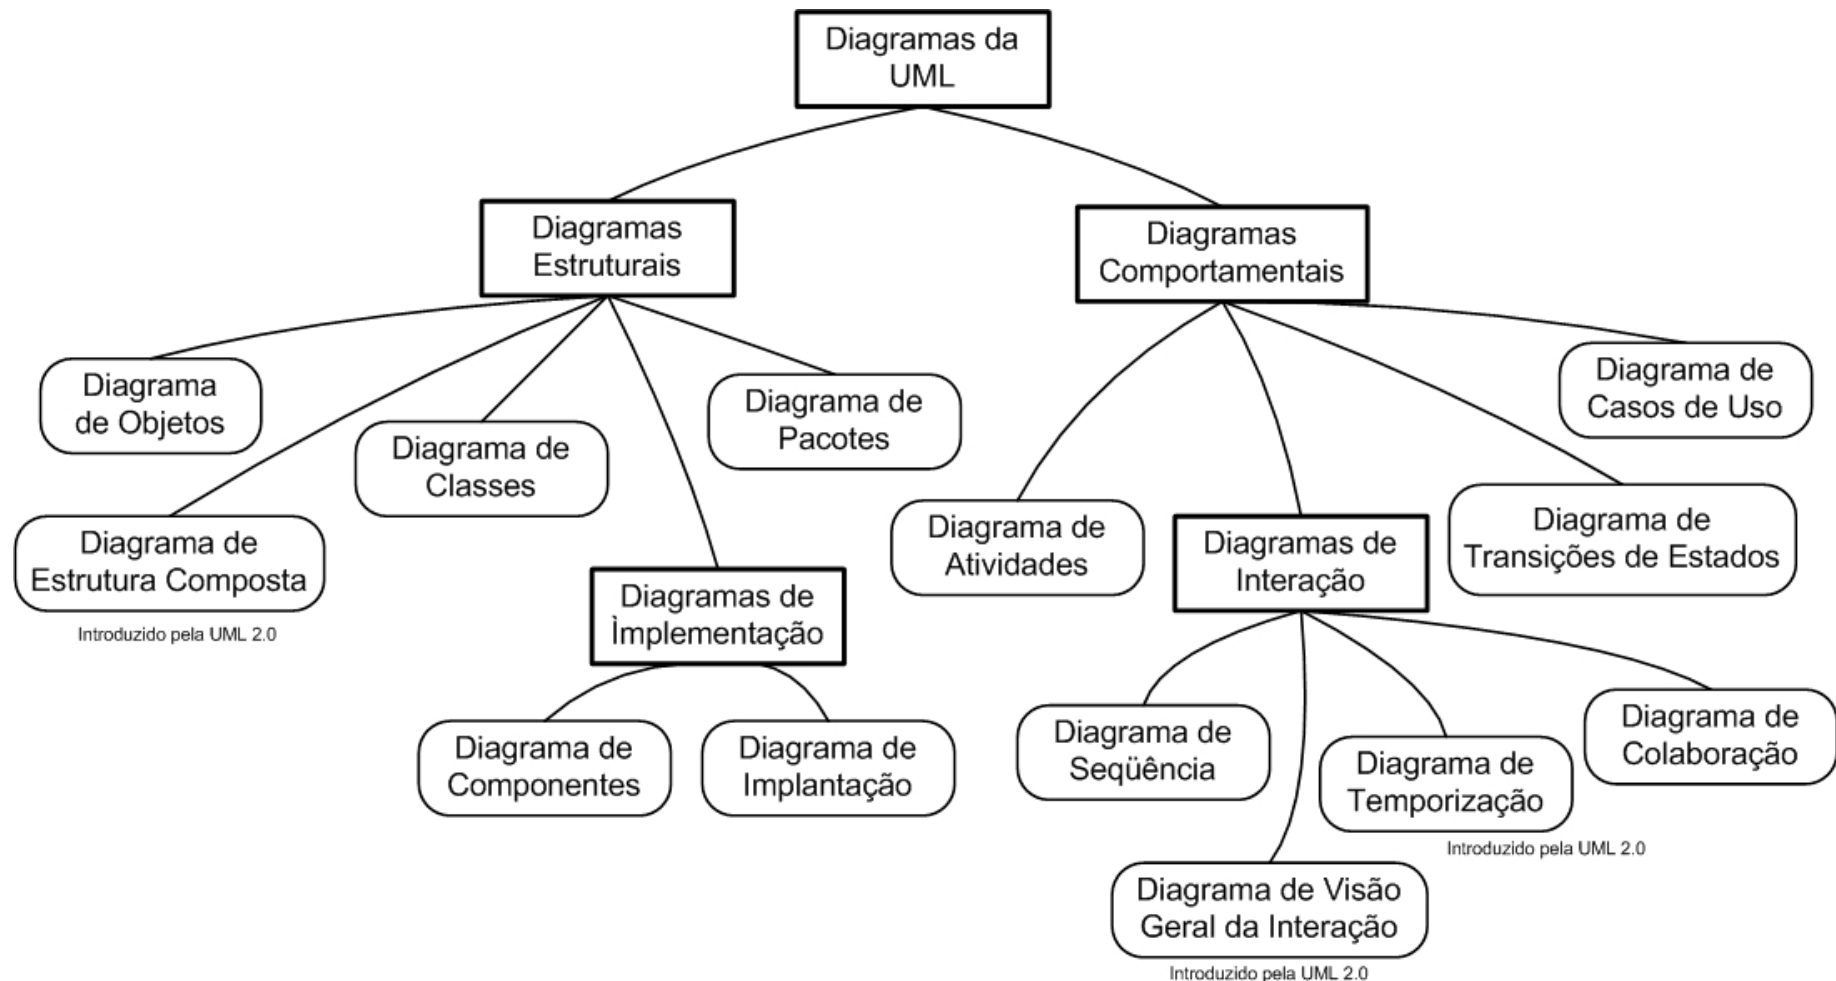 Diagramas da
UML
Diagramas
Estruturais
Diagramas
Comportamentais
Diagrama
de Objetos
Diagrama de
Classes
Diagrama de
Pacotes
Diagrama de
Casos de Uso
Diagrama de
Estrutura Composta
Introduzido pela UML 2.0
Diagramas de
Ìmplementação
Diagrama de
Atividades
Diagramas de
Interação
Diagrama de
Transições de Estados
Diagrama de
Componentes
Diagrama de
Implantação
Diagrama de
Seqüência
Diagrama de
Temporização
Introduzido pela UML 2.0
Diagrama de
Colaboração
Diagrama de Visão
Geral da Interação
Introduzido pela UML 2.0